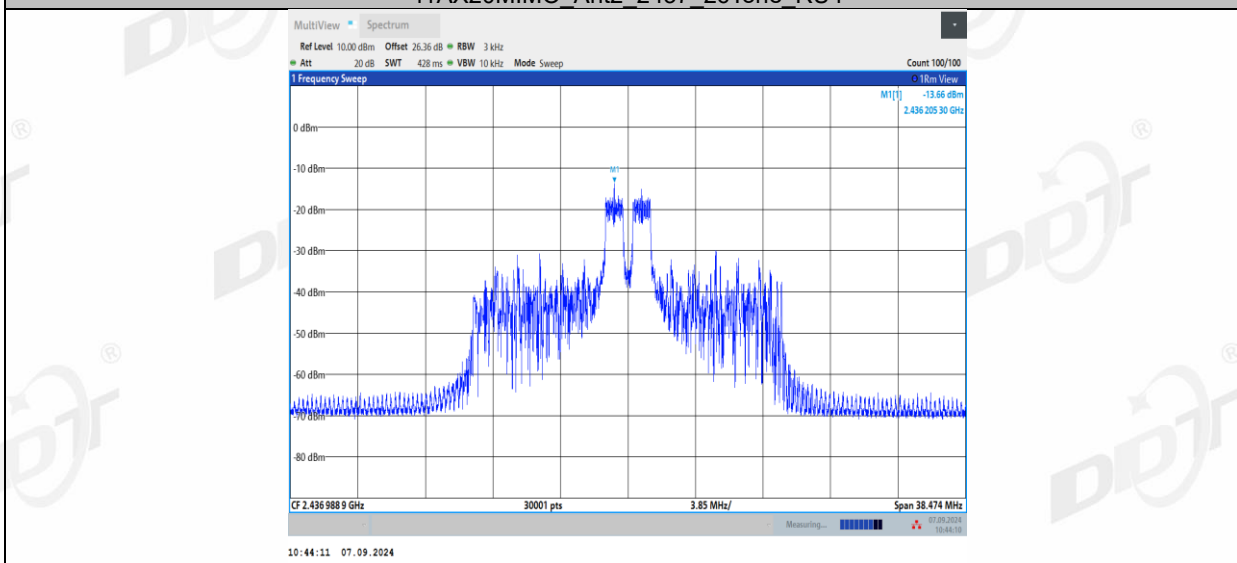 MultiView Spectrum
Ref Level 10.00 dBm Offset 26.36 dB RBW 3 kHz
Att 20 dB SWT 428 ms VBW 10 kHz Mode Sweep Count 100/100
1 Frequency Sweep 1Rm View
M1[1] -13.66 dBm
2.436 205 30 GHz
0 dBm
M1
-10 dBm
-20 dBm
-30 dBm
-40 dBm
-50 dBm
-60 dBm
-70 dBm
-80 dBm
CF 2.436 988 9 GHz 30001 pts 3.85 MHz/ Span 38.474 MHz
Measuring... 07.09.2024
10:44:10
10:44:11 07.09.2024
DDT ®